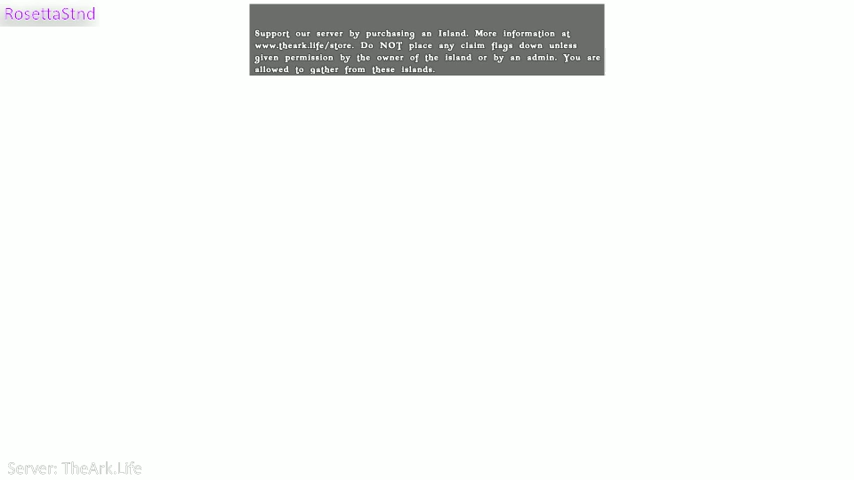 RosettaStnd
Support our server by purchasing an Island. More information at
www.theark.life/store. Do NOT place any claim flags down unless
given permission by the owner of the island or by an admin. You are
allowed to gather from these islands.
Server: TheArk.Life